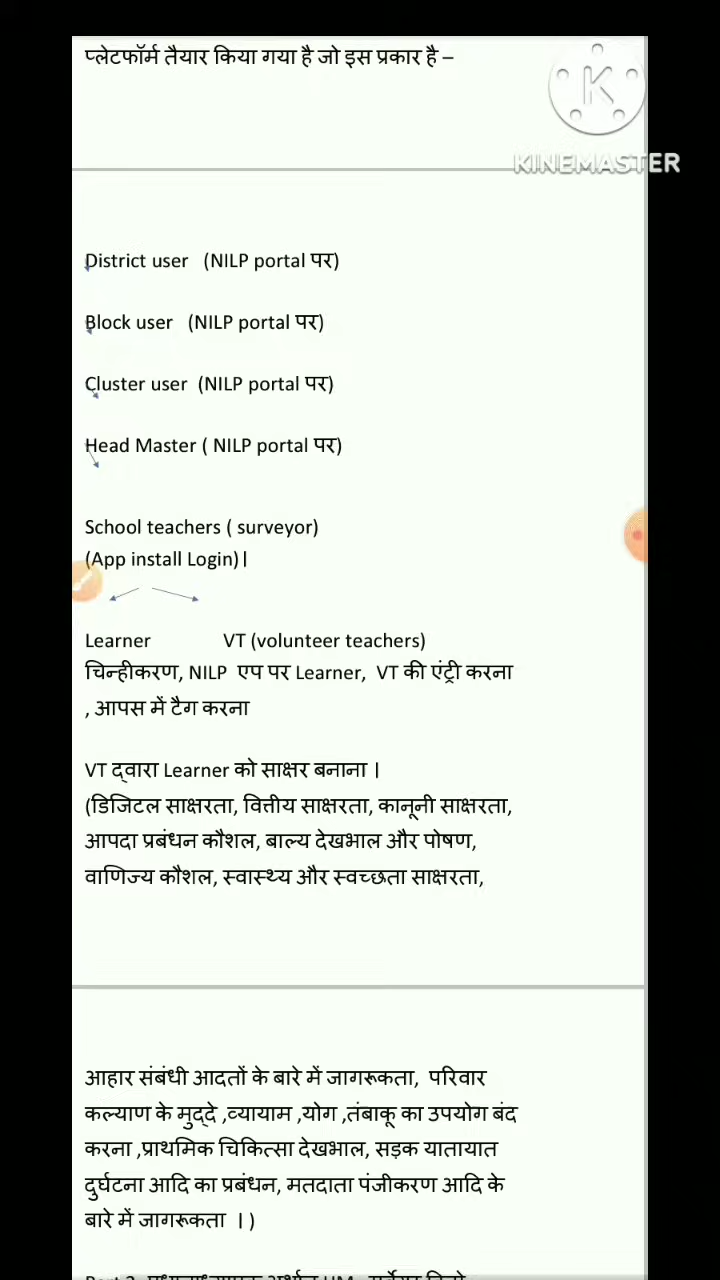 प्लेटफॉर्म तैयार किया गया है जो इस प्रकार है –
KINEMASTER
District user (NILP portal पर)
Block user (NILP portal पर)
Cluster user (NILP portal पर)
Head Master ( NILP portal पर)
School teachers ( surveyor)
(App install Login)।
Learner VT (volunteer teachers)
चिन्हीकरण, NILP एप पर Learner, VT की एंट्री करना
, आपस में टैग करना
VT द्वारा Learner को साक्षर बनाना ।
(डिजिटल साक्षरता, वित्तीय साक्षरता, कानूनी साक्षरता,
आपदा प्रबंधन कौशल, बाल्य देखभाल और पोषण,
वाणिज्य कौशल, स्वास्थ्य और स्वच्छता साक्षरता,
आहार संबंधी आदतों के बारे में जागरूकता, परिवार
कल्याण के मुद्दे ,व्यायाम ,योग ,तंबाकू का उपयोग बंद
करना ,प्राथमिक चिकित्सा देखभाल, सड़क यातायात
दुर्घटना आदि का प्रबंधन, मतदाता पंजीकरण आदि के
बारे में जागरूकता । )